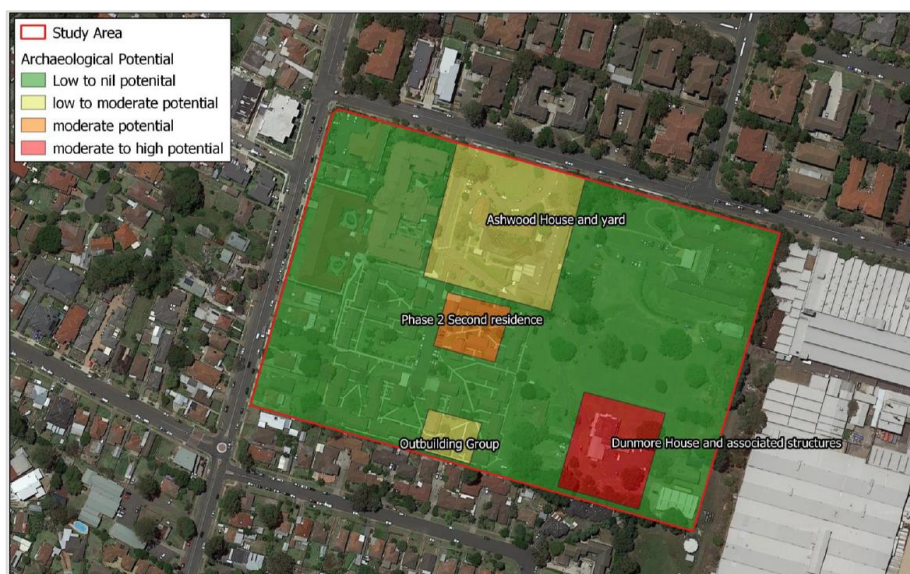 Study Area
Archaeological Potential
Low to nil potenital
low to moderate potential
moderate potential
moderate to high potential
Ashwood House and yard
Phase 2 Second residence
Outbuilding Group
Dunmore House and associated structures